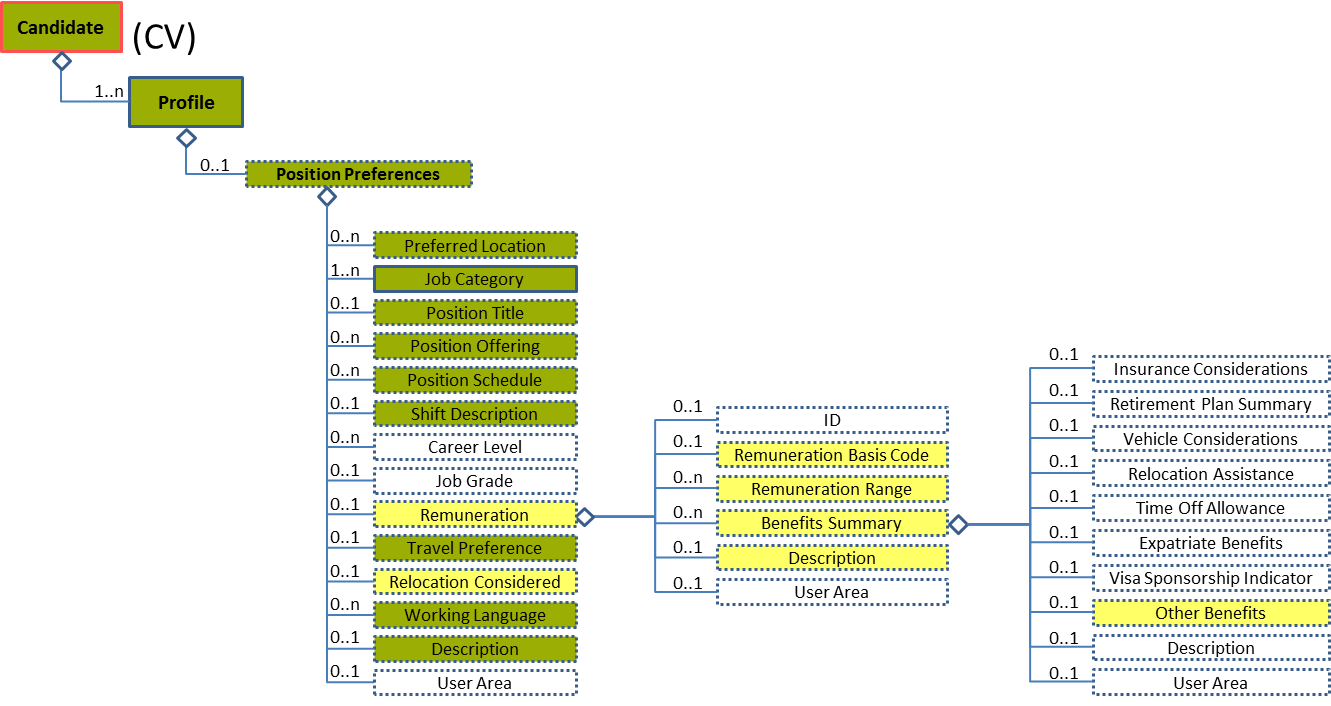 Candidate (CV)
1..n Profile
0..1 Position Preferences
0..n Preferred Location
1..n Job Category
0..1 Position Title
0..n Position Offering
0..n Position Schedule
0..1 Shift Description
0..n Career Level
0..1 Job Grade
0..1 Remuneration
0..1 Travel Preference
0..1 Relocation Considered
0..n Working Language
0..1 Description
0..1 User Area
0..1 ID
0..1 Remuneration Basis Code
0..n Remuneration Range
0..n Benefits Summary
0..1 Description
0..1 User Area
0..1 Insurance Considerations
0..1 Retirement Plan Summary
0..1 Vehicle Considerations
0..1 Relocation Assistance
0..1 Time Off Allowance
0..1 Expatriate Benefits
0..1 Visa Sponsorship Indicator
0..1 Other Benefits
0..1 Description
0..1 User Area